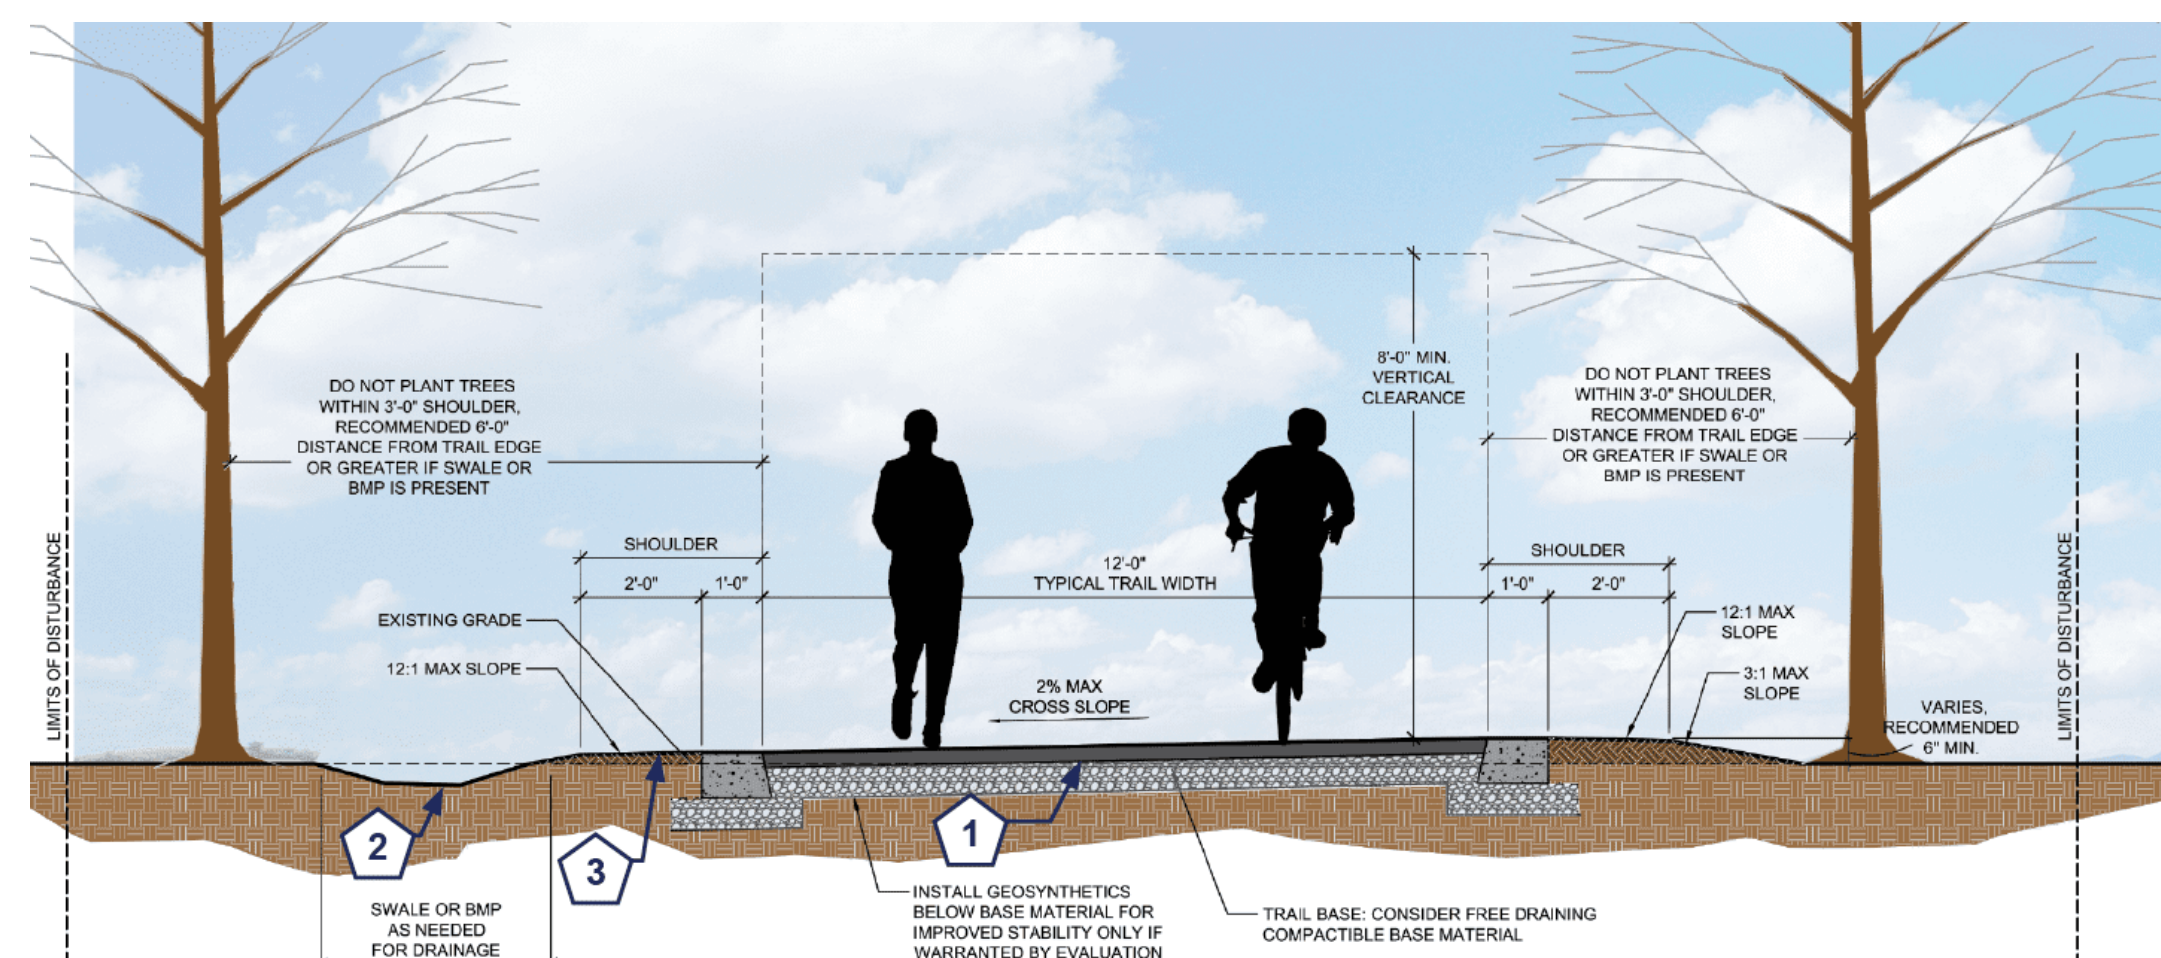 DO NOT PLANT TREES
WITHIN 3'-0" SHOULDER,
RECOMMENDED 6'-0"
DISTANCE FROM TRAIL EDGE
OR GREATER IF SWALE OR
BMP IS PRESENT
8'-0" MIN.
VERTICAL
CLEARANCE
DO NOT PLANT TREES
WITHIN 3'-0" SHOULDER,
RECOMMENDED 6'-0"
DISTANCE FROM TRAIL EDGE
OR GREATER IF SWALE OR
BMP IS PRESENT
LIMITS OF DISTURBANCE
SHOULDER
2'-0"
1'-0"
12'-0"
TYPICAL TRAIL WIDTH
SHOULDER
1'-0"
2'-0"
LIMITS OF DISTURBANCE
EXISTING GRADE
12:1 MAX SLOPE
2% MAX
CROSS SLOPE
12:1 MAX
SLOPE
3:1 MAX
SLOPE
VARIES,
RECOMMENDED
6" MIN.
2
3
1
SWALE OR BMP
AS NEEDED
FOR DRAINAGE
INSTALL GEOSYNTHETICS
BELOW BASE MATERIAL FOR
IMPROVED STABILITY ONLY IF
WARRANTED BY EVALUATION
TRAIL BASE: CONSIDER FREE DRAINING
COMPACTIBLE BASE MATERIAL